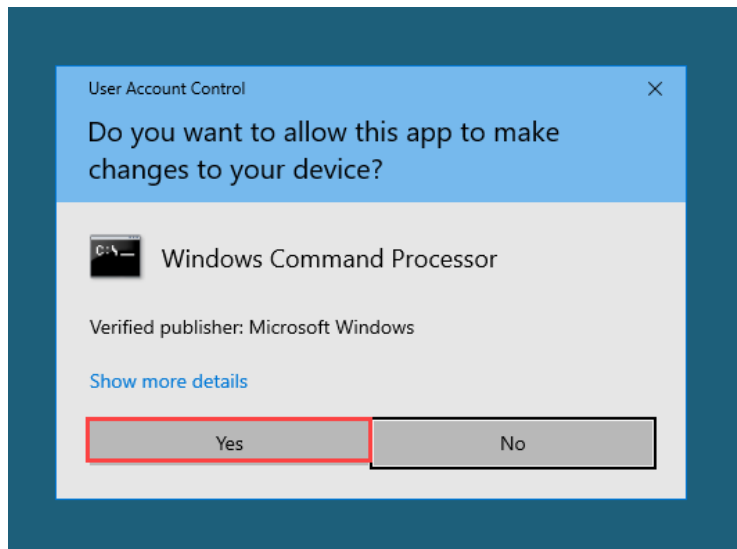 User Account Control
Do you want to allow this app to make
changes to your device?
C:\_
Windows Command Processor
Verified publisher: Microsoft Windows
Show more details
Yes
No